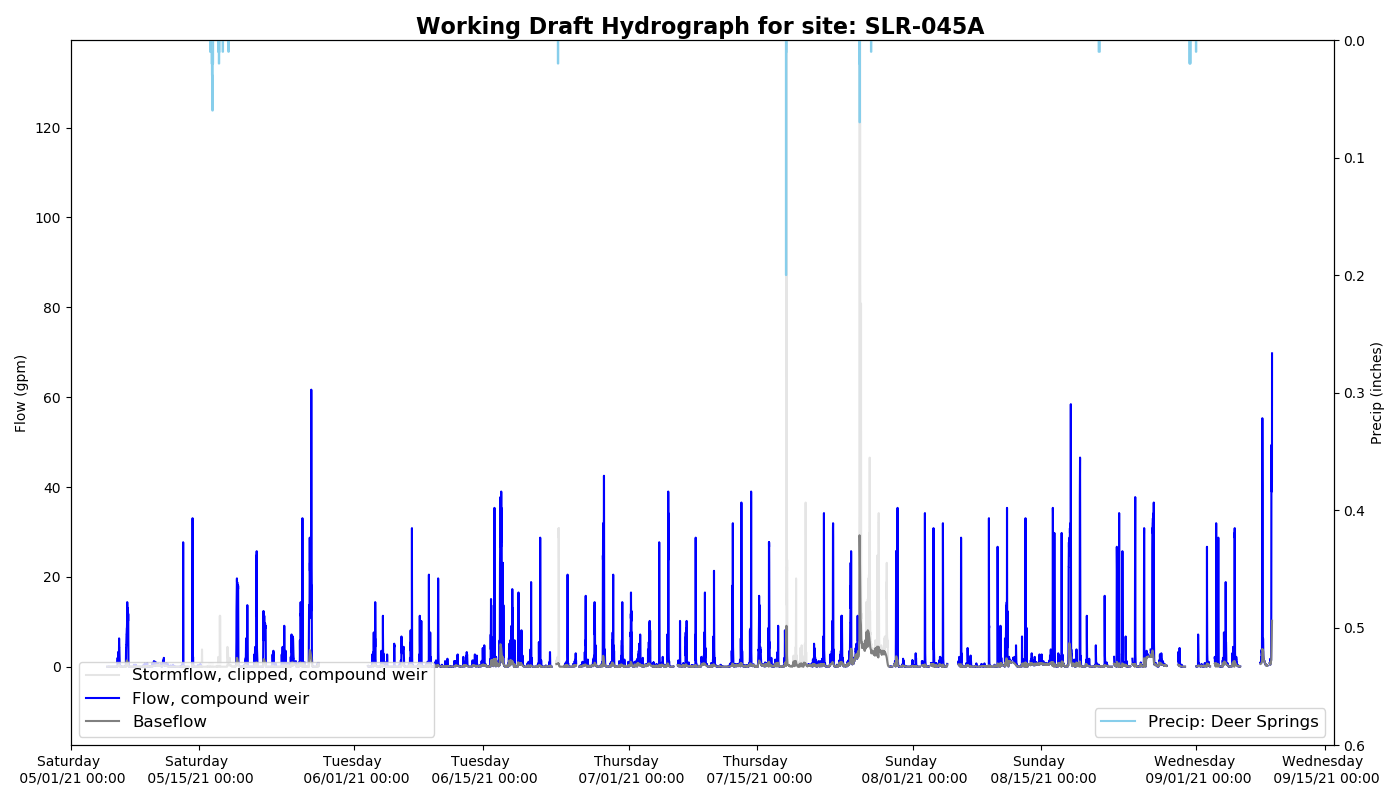 Working Draft Hydrograph for site: SLR-045A
Flow (gpm)
120
100
80
60
40
20
0
Precip (inches)
0.0
0.1
0.2
0.3
0.4
0.5
0.6
Stormflow, clipped, compound weir
Flow, compound weir
Baseflow
Precip: Deer Springs
Saturday
05/01/21 00:00
Saturday
05/15/21 00:00
Tuesday
06/01/21 00:00
Tuesday
06/15/21 00:00
Thursday
07/01/21 00:00
Thursday
07/15/21 00:00
Sunday
08/01/21 00:00
Sunday
08/15/21 00:00
Wednesday
09/01/21 00:00
Wednesday
09/15/21 00:00